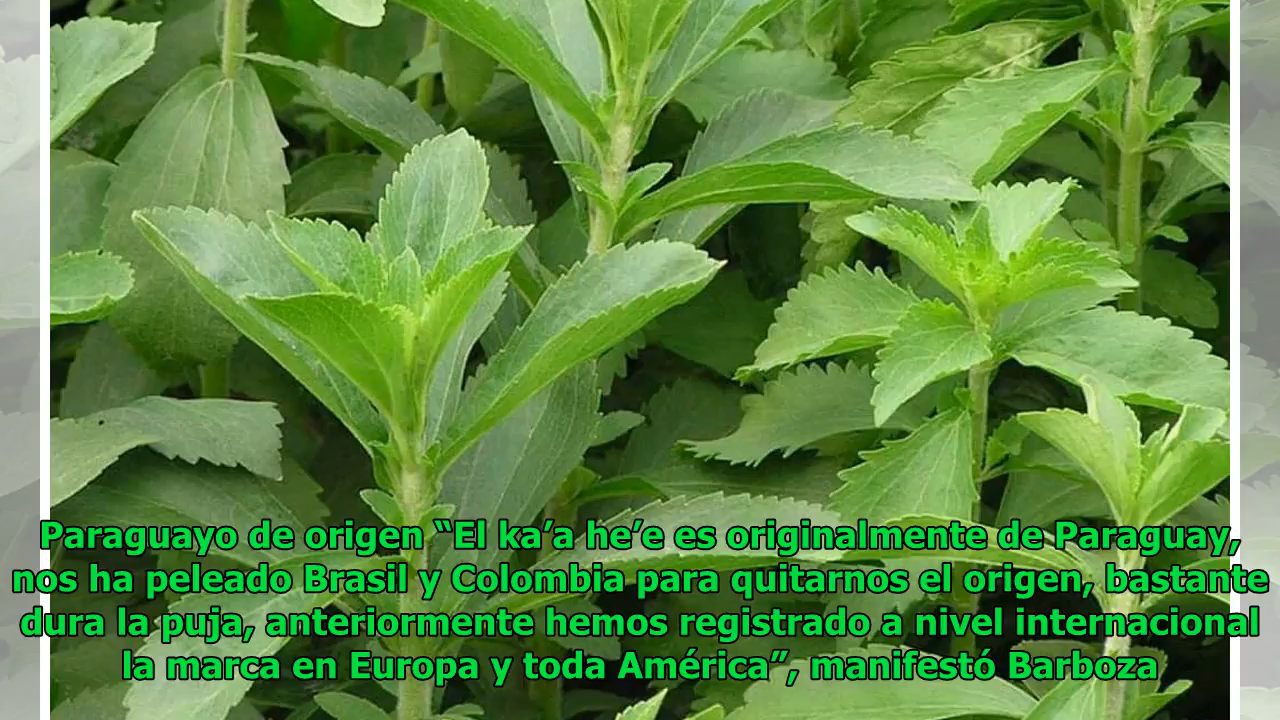 Paraguayo de origen “El ka’a he’e es originalmente de Paraguay,
nos ha peleado Brasil y Colombia para quitarnos el origen, bastante
dura la puja, anteriormente hemos registrado a nivel internacional
la marca en Europa y toda América”, manifestó Barboza